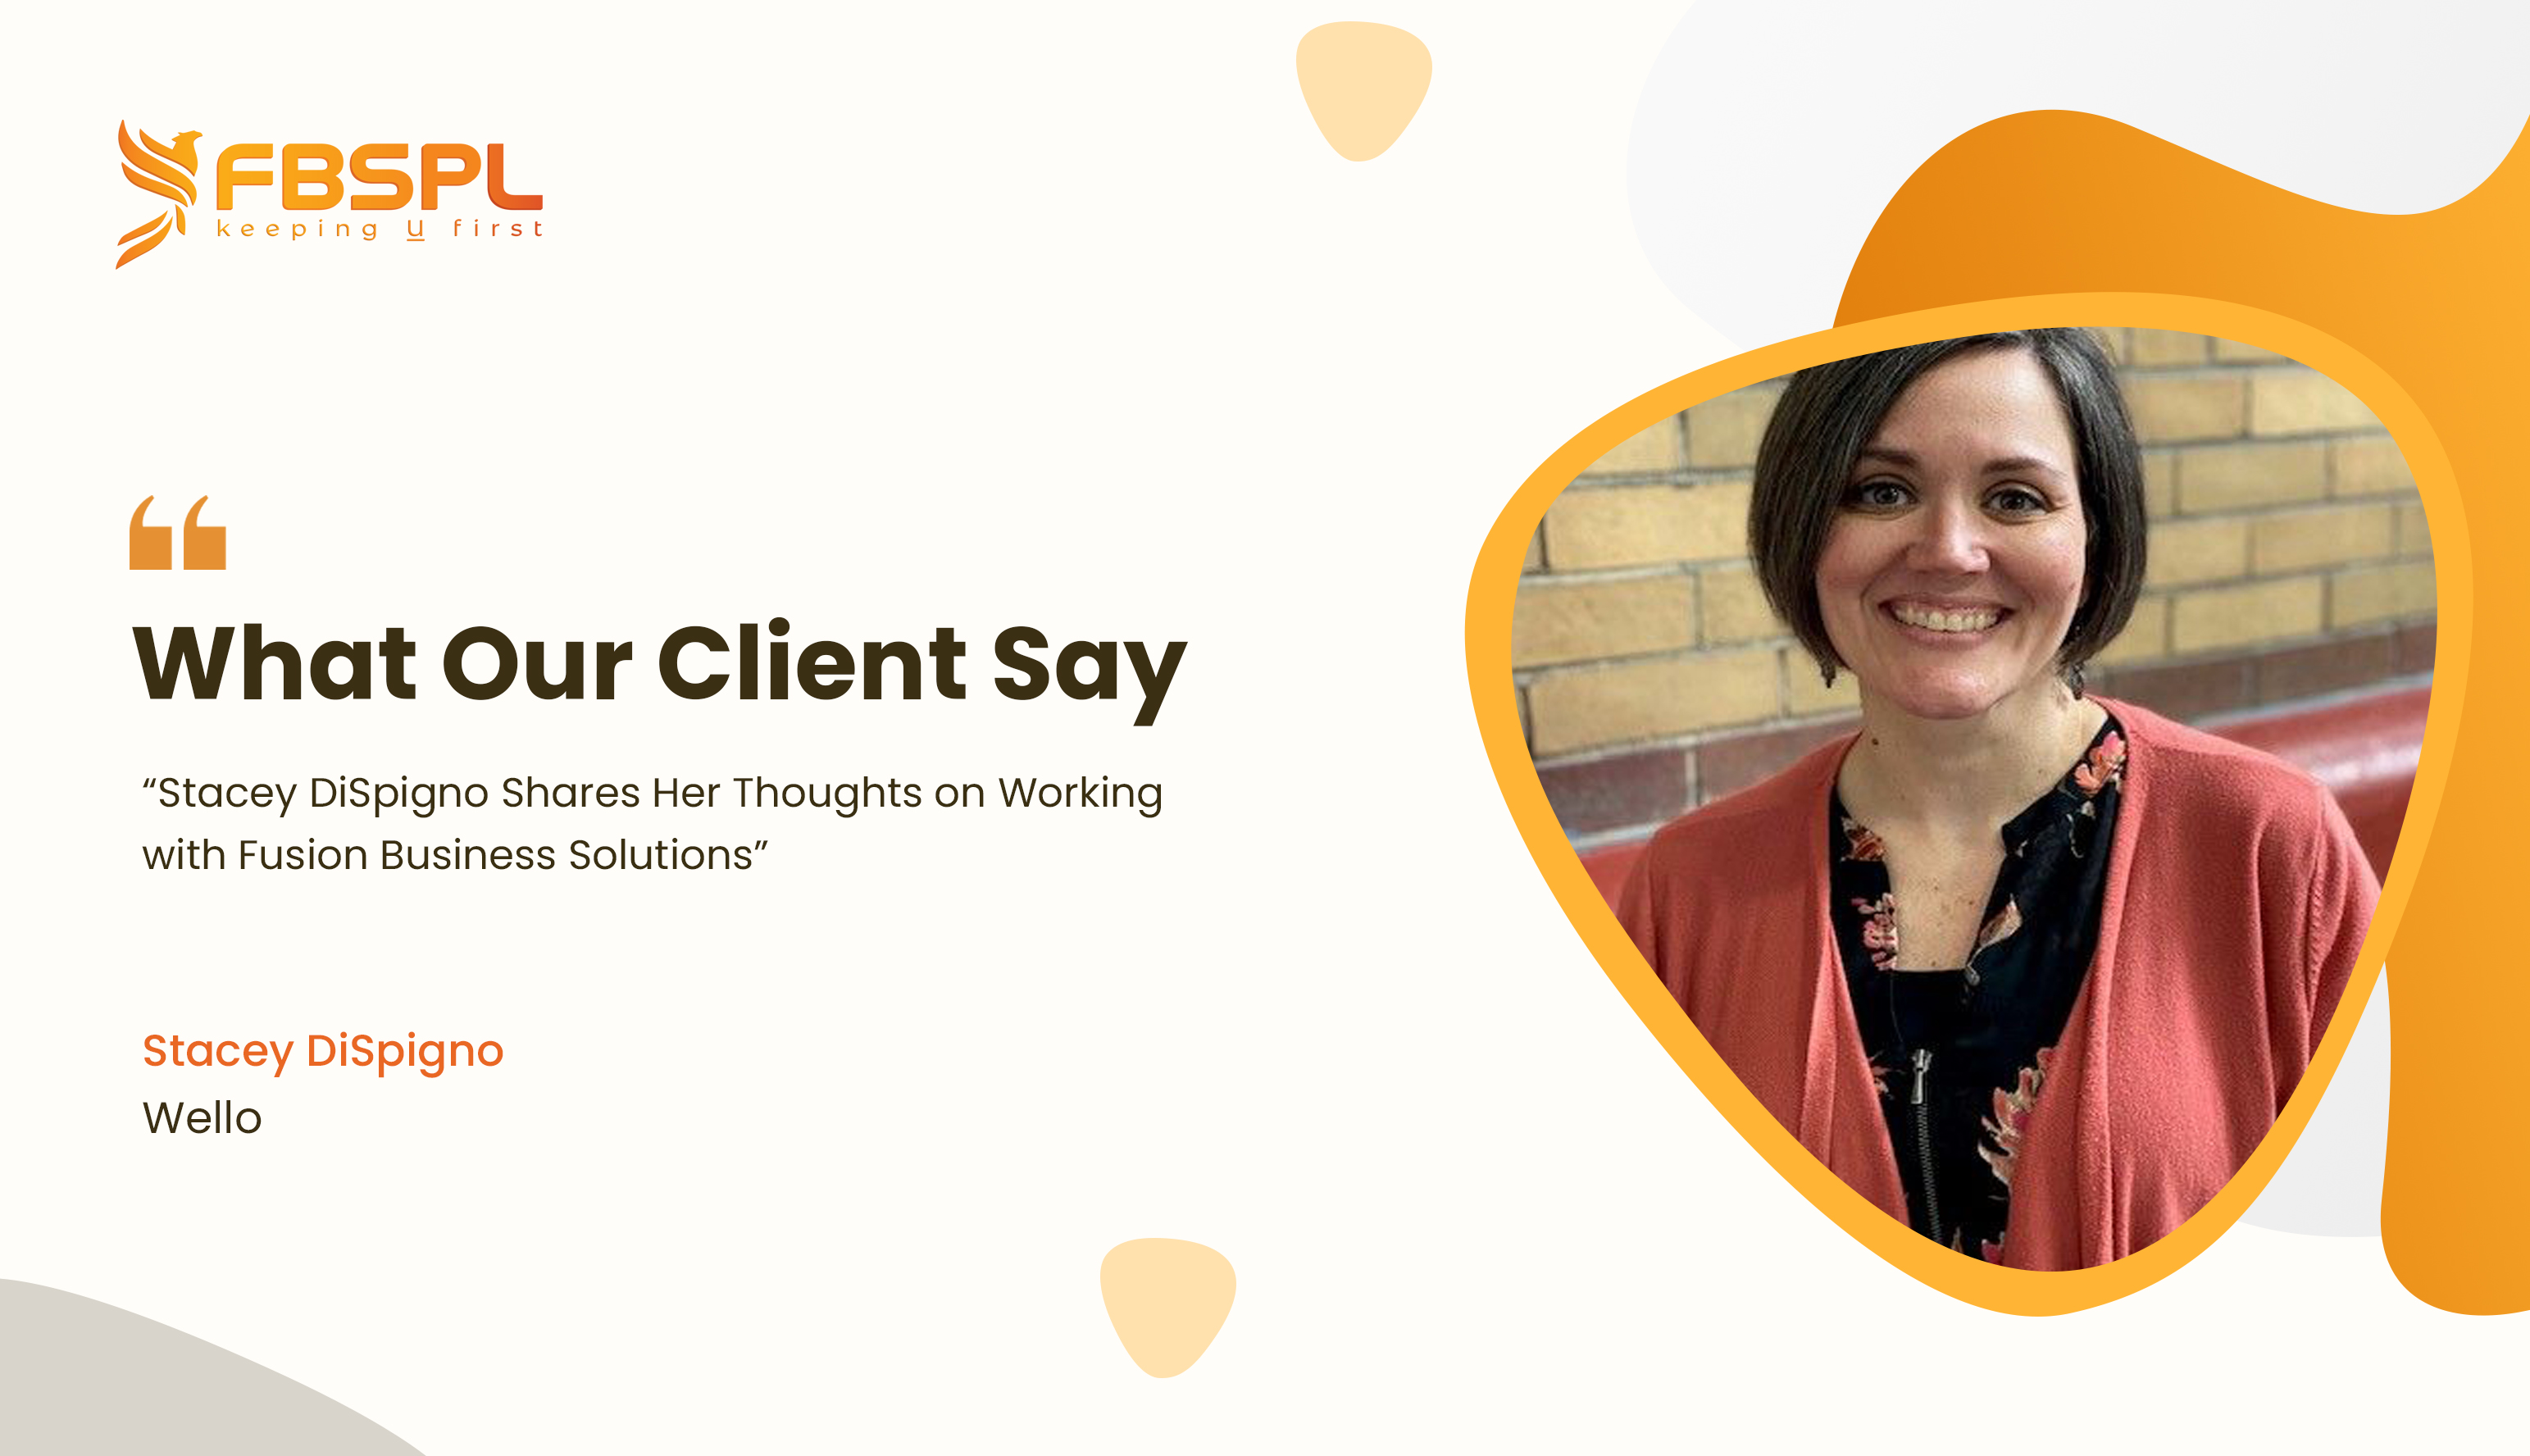 FBSPL
keeping U first
What Our Client Say
“Stacey DiSpigno Shares Her Thoughts on Working
with Fusion Business Solutions”
Stacey DiSpigno
Wello